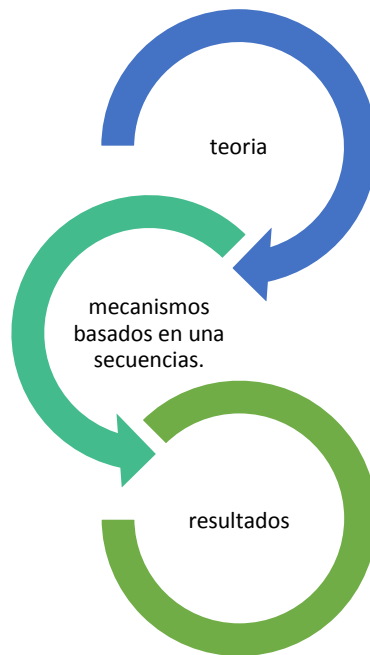 teoria
mecanismos
basados en una
secuencias.
resultados